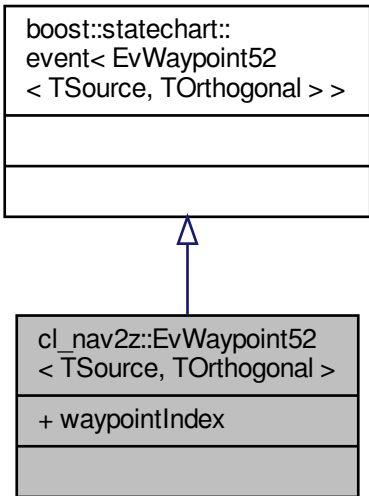 boost::statechart::
event< EvWaypoint52
< TSource, TOrthogonal > >
cl_nav2z::EvWaypoint52
< TSource, TOrthogonal >
+ waypointIndex